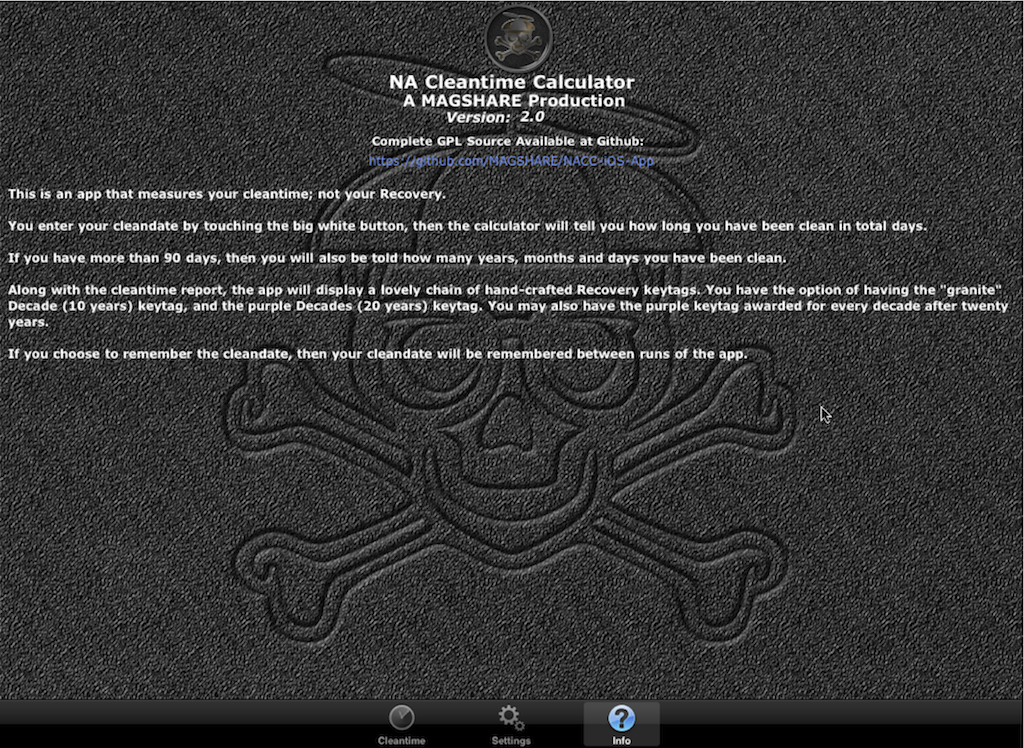 NA Cleantime Calculator
A MAGSHARE Production
Version: 2.0
Complete GPL Source Available at Github:
https://github.com/MAGSHARE/NACC-iOS-App
This is an app that measures your cleantime; not your Recovery.
You enter your cleandate by touching the big white button, then the calculator will tell you how long you have been clean in total days.
If you have more than 90 days, then you will also be told how many years, months and days you have been clean.
Along with the cleantime report, the app will display a lovely chain of hand-crafted Recovery keytags. You have the option of having the "granite"
Decade (10 years) keytag, and the purple Decades (20 years) keytag. You may also have the purple keytag awarded for every decade after twenty
years.
If you choose to remember the cleandate, then your cleandate will be remembered between runs of the app.
Cleantime
Settings
Info